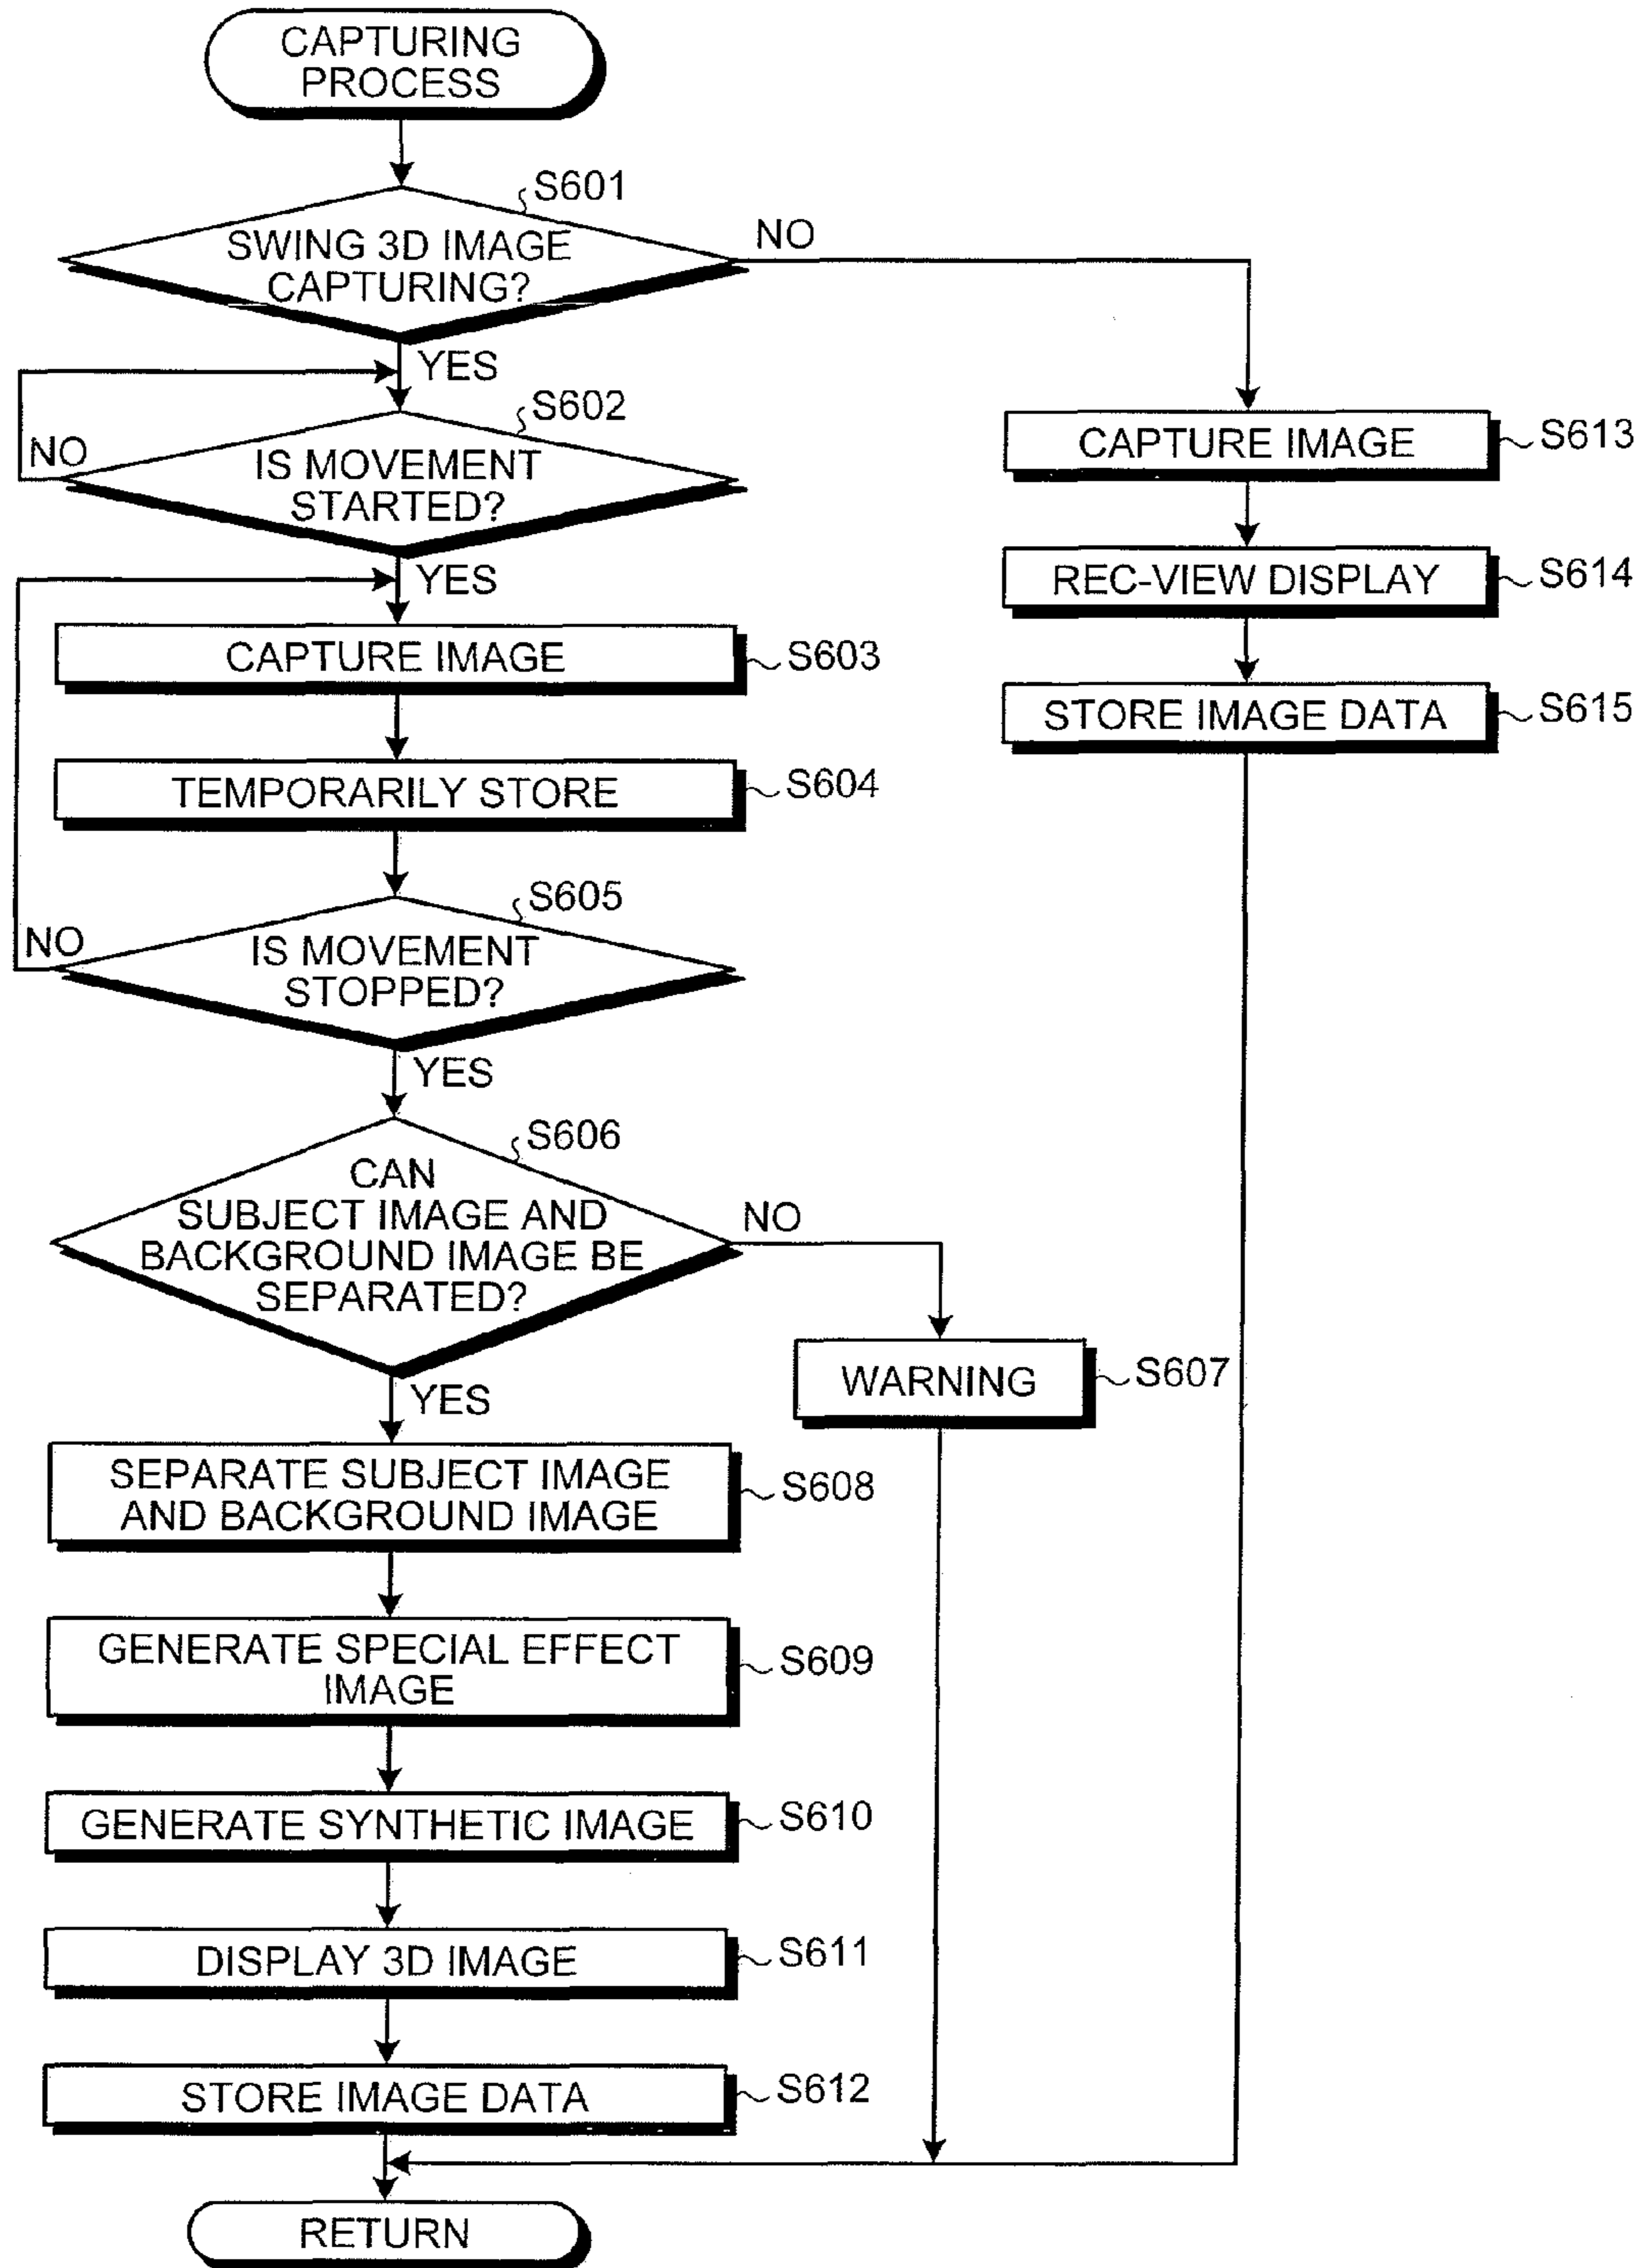 CAPTURING
PROCESS
S601
SWING 3D IMAGE
CAPTURING?
NO
YES
S602
NO
IS MOVEMENT
STARTED?
YES
CAPTURE IMAGE
S603
TEMPORARILY STORE
S604
S605
NO
IS MOVEMENT
STOPPED?
YES
S606
CAN
SUBJECT IMAGE AND
BACKGROUND IMAGE BE
SEPARATED?
NO
WARNING
S607
YES
SEPARATE SUBJECT IMAGE
AND BACKGROUND IMAGE
S608
GENERATE SPECIAL EFFECT
IMAGE
S609
GENERATE SYNTHETIC IMAGE
S610
DISPLAY 3D IMAGE
S611
STORE IMAGE DATA
S612
CAPTURE IMAGE
S613
REC-VIEW DISPLAY
S614
STORE IMAGE DATA
S615
RETURN